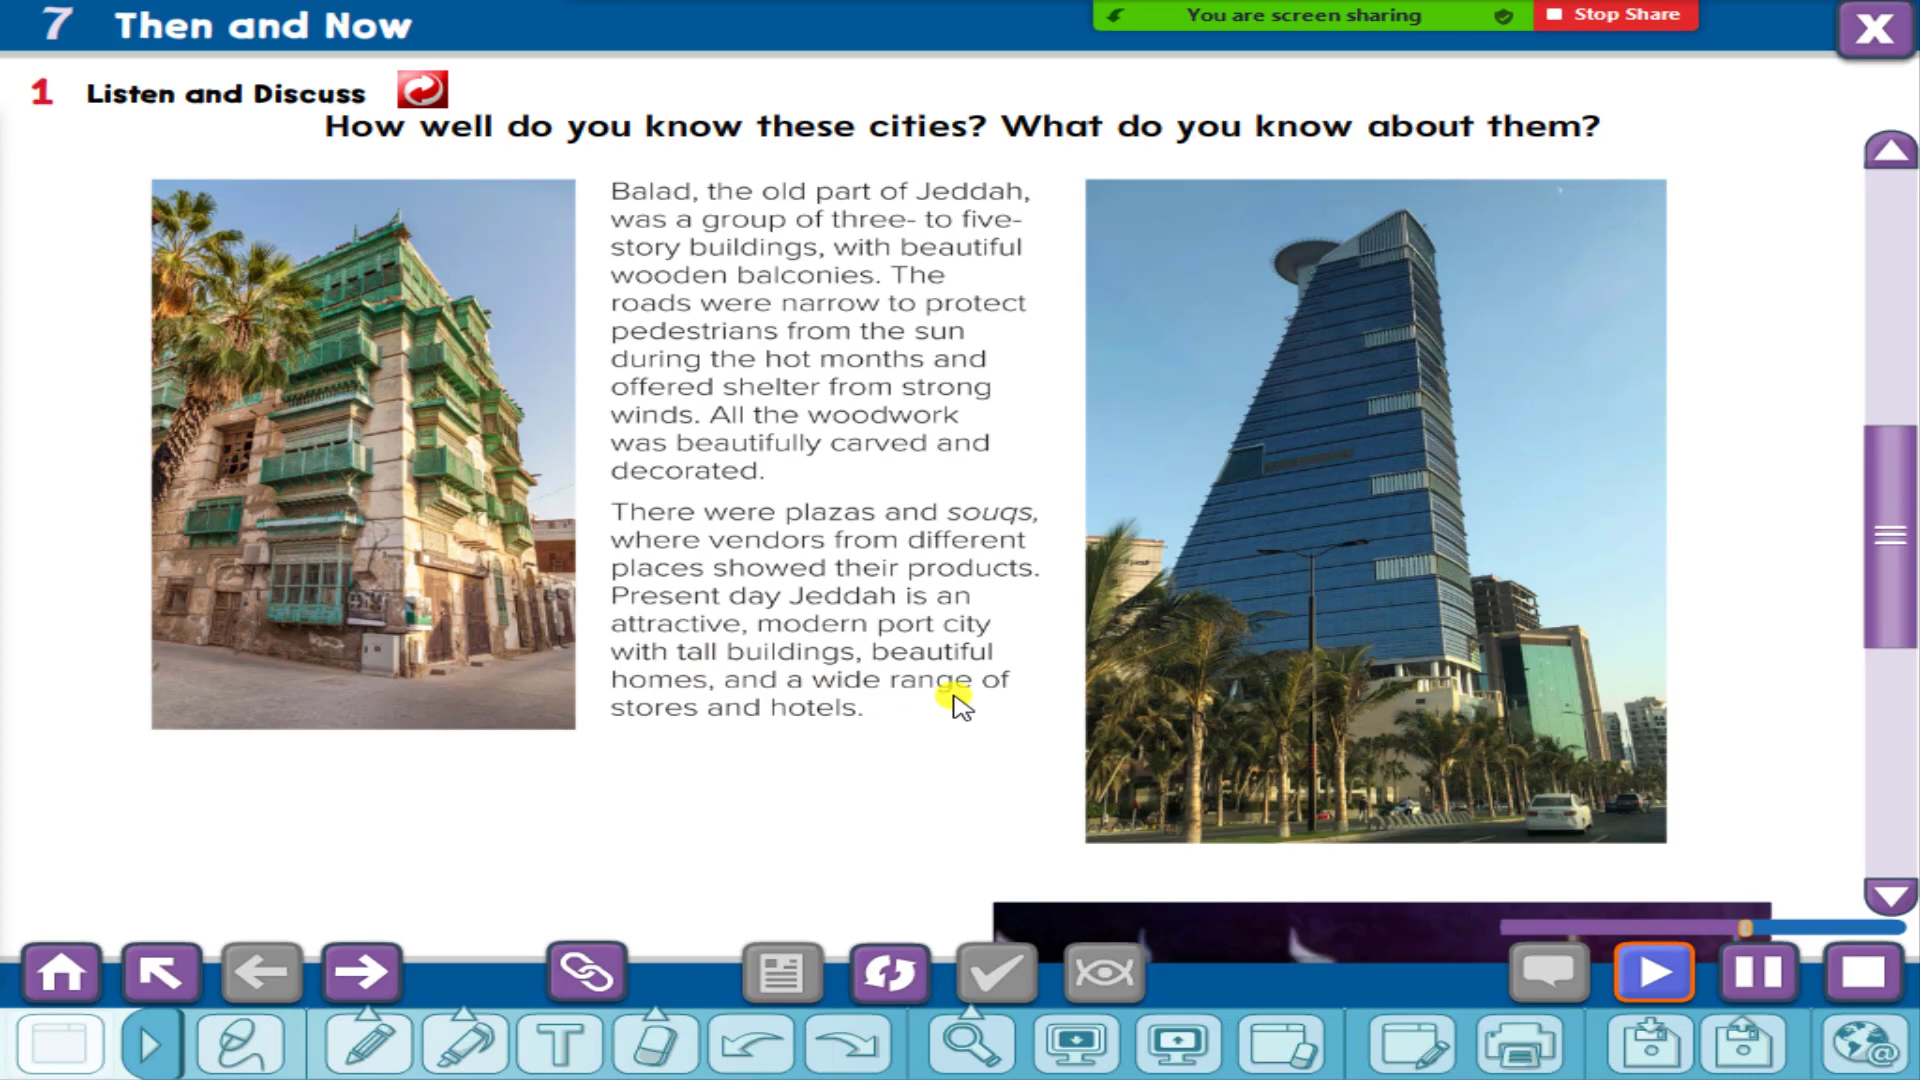 7 Then and Now
You are screen sharing
Stop Share
X
1 Listen and Discuss
How well do you know these cities? What do you know about them?
Balad, the old part of Jeddah,
was a group of three- to five-
story buildings, with beautiful
wooden balconies. The
roads were narrow to protect
pedestrians from the sun
during the hot months and
offered shelter from strong
winds. All the woodwork
was beautifully carved and
decorated.
There were plazas and souqs,
where vendors from different
places showed their products.
Present day Jeddah is an
attractive, modern port city
with tall buildings, beautiful
homes, and a wide range of
stores and hotels.
T
@